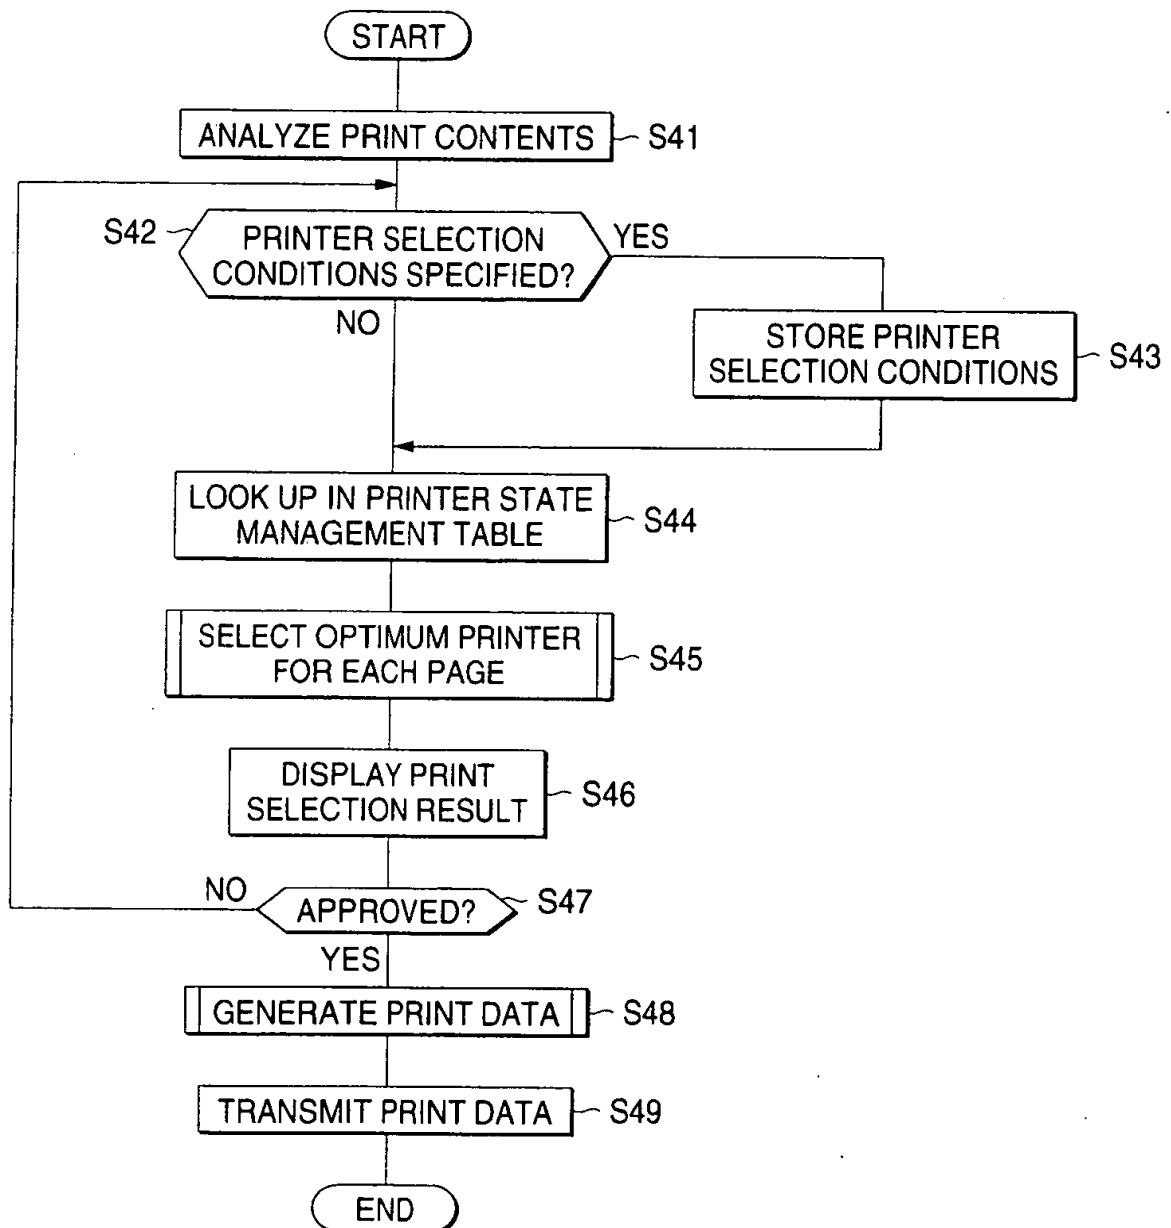 START
ANALYZE PRINT CONTENTS
S41
S42
PRINTER SELECTION
CONDITIONS SPECIFIED?
YES
NO
STORE PRINTER
SELECTION CONDITIONS
S43
LOOK UP IN PRINTER STATE
MANAGEMENT TABLE
S44
SELECT OPTIMUM PRINTER
FOR EACH PAGE
S45
DISPLAY PRINT
SELECTION RESULT
S46
NO
APPROVED?
S47
YES
GENERATE PRINT DATA
S48
TRANSMIT PRINT DATA
S49
END